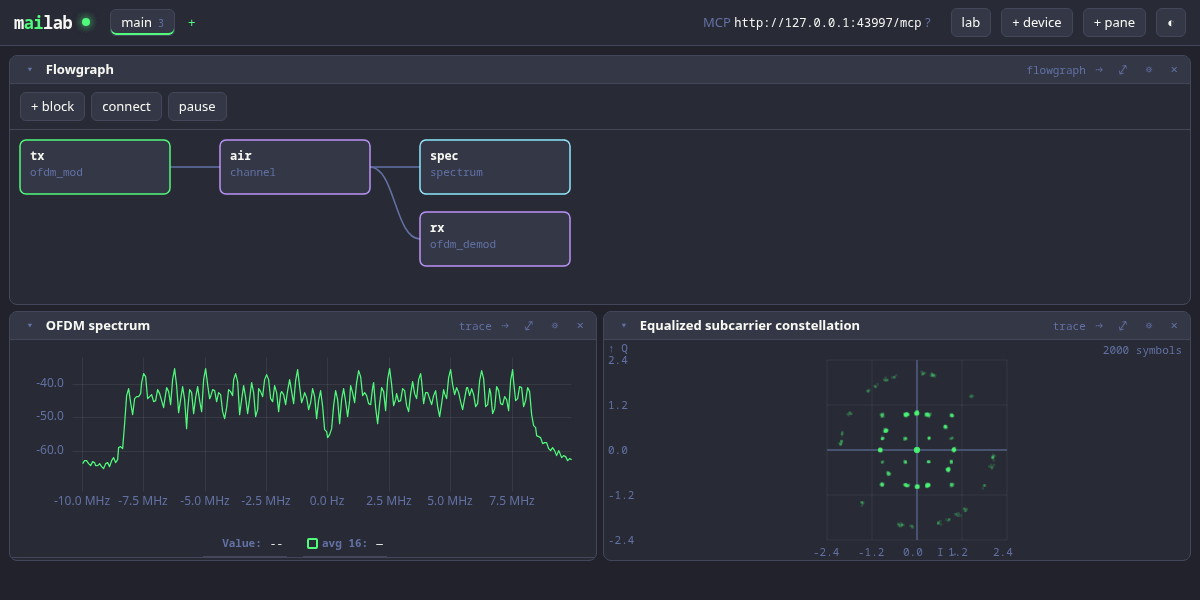 mailab
main 3 +
MCP http://127.0.0.1:43997/mcp ?
lab
+ device
+ pane
Flowgraph
flowgraph
+ block
connect
pause
tx
ofdm_mod
air
channel
spec
spectrum
rx
ofdm_demod
OFDM spectrum
trace
-40.0
-50.0
-60.0
-10.0 MHz -7.5 MHz -5.0 MHz -2.5 MHz 0.0 Hz 2.5 MHz 5.0 MHz 7.5 MHz
Value: -- avg 16: —
Equalized subcarrier constellation
trace
↑ Q
2000 symbols
2.4
1.2
0.0
-1.2
-2.4
-2.4 -1.2 0.0 I 1.2 2.4